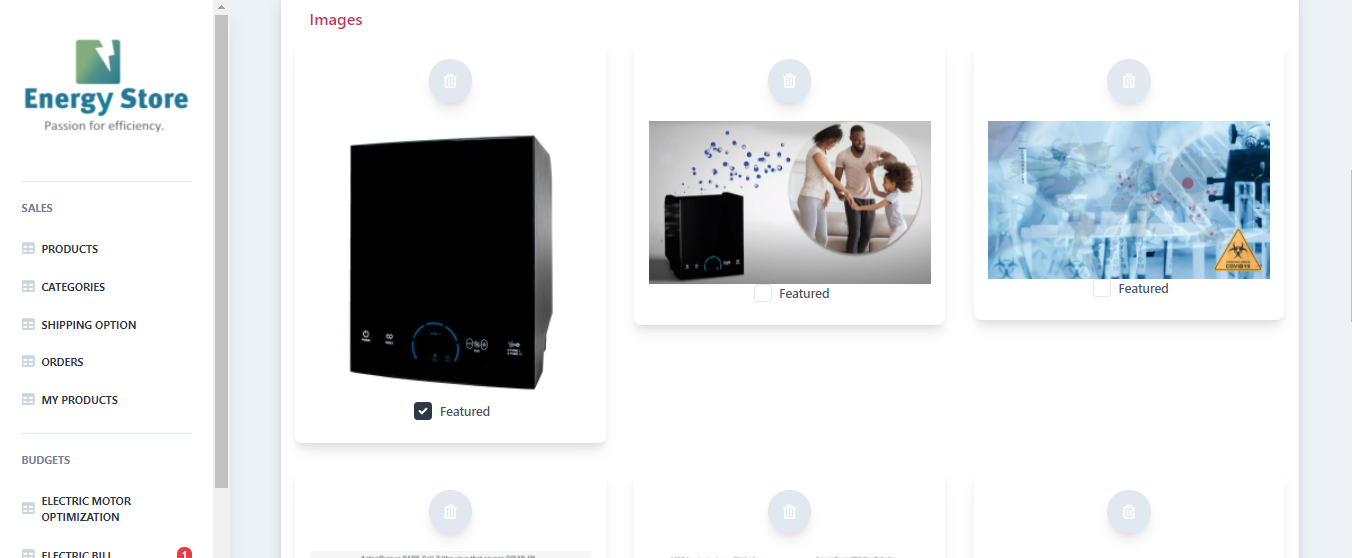 Energy Store
Passion for efficiency.
SALES
PRODUCTS
CATEGORIES
SHIPPING OPTION
ORDERS
MY PRODUCTS
BUDGETS
ELECTRIC MOTOR
OPTIMIZATION
ELECTRIC BILL
1
Images
Featured
Featured
COVID19
Featured